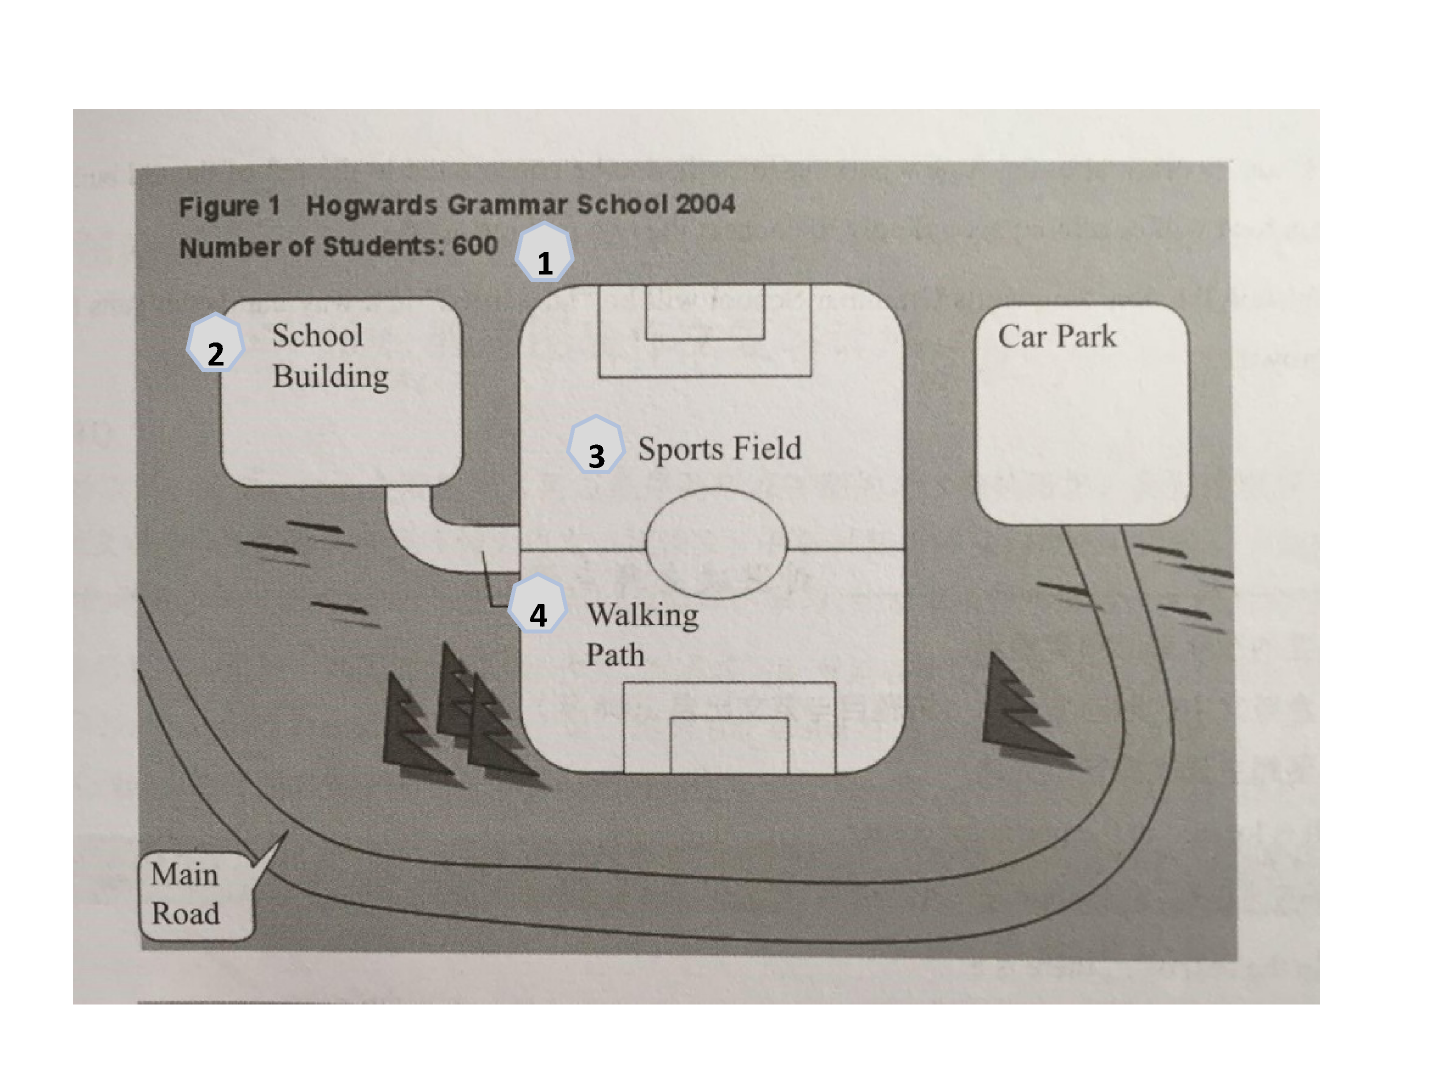 Figure 1 Hogwards Grammar School 2004
Number of Students: 600
1
2
School
Building
Car Park
3
Sports Field
4
Walking
Path
Main
Road